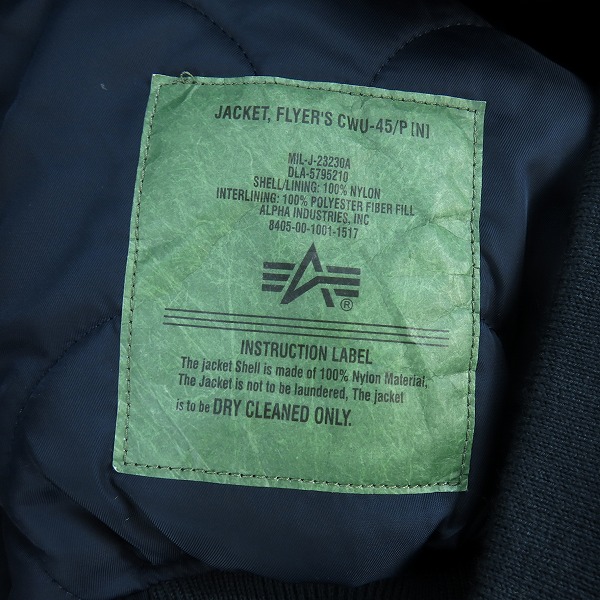 JACKET, FLYER'S CWU-45/P [N]
MIL-J-23230A
DLA-5795210
SHELL/LINING: 100% NYLON
INTERLINING: 100% POLYESTER FIBER FILL
ALPHA INDUSTRIES, INC
8405-00-1001-1517
A
®
INSTRUCTION LABEL
The jacket Shell is made of 100% Nylon Material.
The Jacket is not to be laundered, The jacket
is to be DRY CLEANED ONLY.